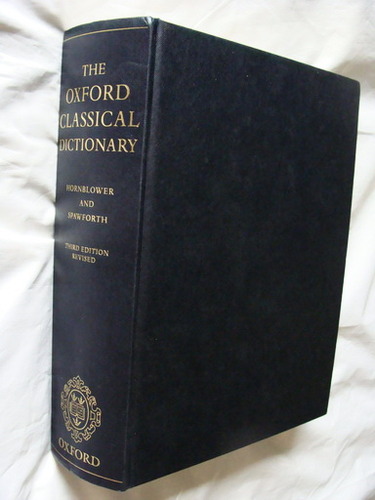 THE
OXFORD
CLASSICAL
DICTIONARY
HORNBLOWER
AND
SPAWFORTH
THIRD EDITION
REVISED
OXFORD